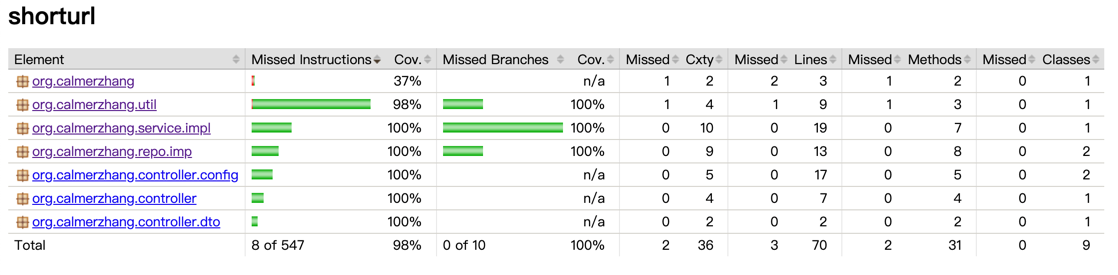 shorturl
Element Missed Instructions Cov. Missed Branches Cov. Missed Cxty Missed Lines Missed Methods Missed Classes
org.calmerzhang 37% n/a 1 2 2 3 1 2 0 1
org.calmerzhang.util 98% 100% 1 4 1 9 1 3 0 1
org.calmerzhang.service.impl 100% 100% 0 10 0 19 0 7 0 1
org.calmerzhang.repo.imp 100% 100% 0 9 0 13 0 8 0 2
org.calmerzhang.controller.config 100% n/a 0 5 0 17 0 5 0 2
org.calmerzhang.controller 100% n/a 0 4 0 7 0 4 0 1
org.calmerzhang.controller.dto 100% n/a 0 2 0 2 0 2 0 1
Total 8 of 547 98% 0 of 10 100% 2 36 3 70 2 31 0 9